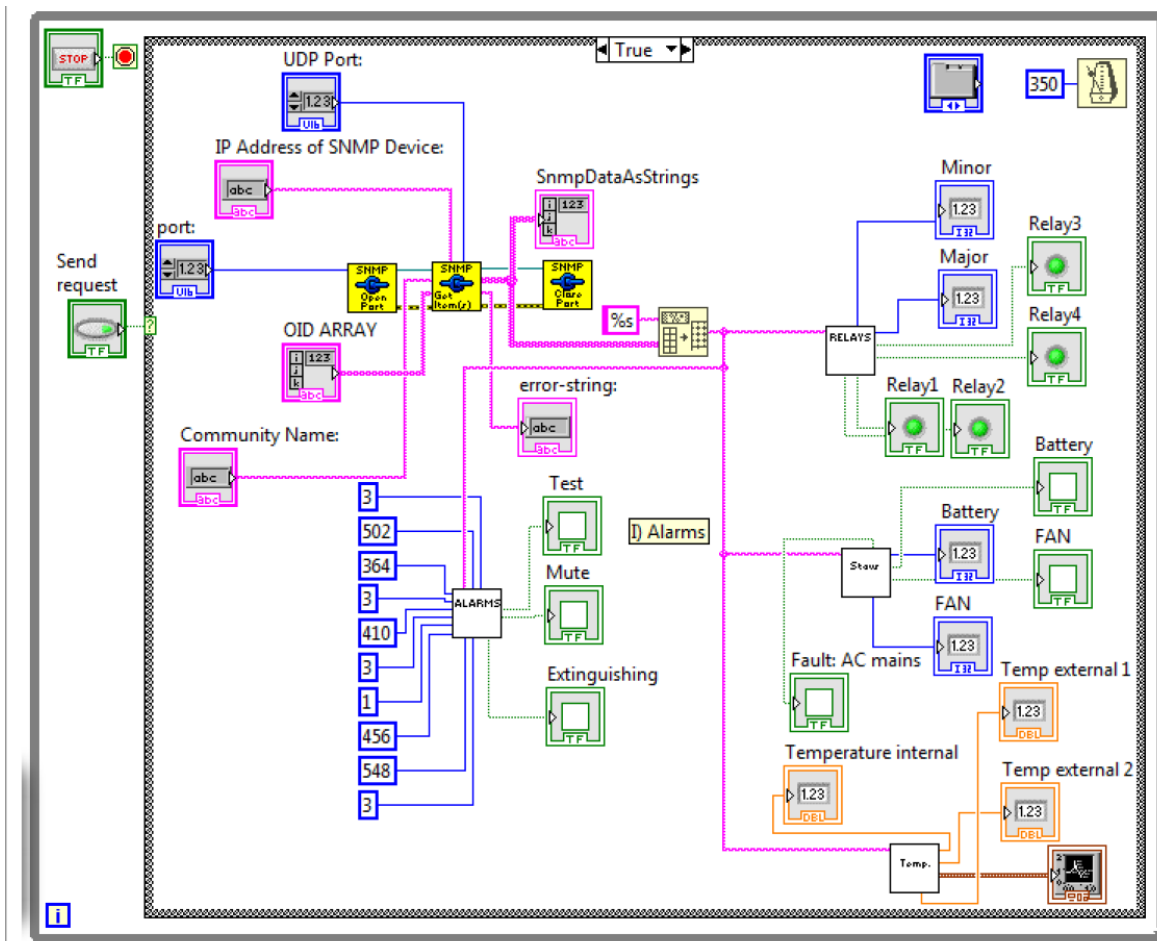 STOP
TF
True
UDP Port:
1.23
U16
350
IP Address of SNMP Device:
abc
abc
SnmpDataAsStrings
i 123
j
k
abc
Minor
1.23
I32
Relay3
TF
port:
1.23
U16
Send
request
TF
?
SNMP
Open
Port
SNMP
Get
Item(s)
SNMP
Close
Port
Major
1.23
I32
%s
RELAYS
Relay4
TF
OID ARRAY
i 123
j
k
abc
error-string:
abc
abc
Relay1
TF
Relay2
TF
Community Name:
abc
abc
3
502
364
3
410
3
1
456
548
3
ALARMS
Test
TF
Mute
TF
Extinguishing
TF
I) Alarms
Battery
TF
Battery
1.23
I32
FAN
TF
FAN
1.23
I32
Fault: AC mains
TF
Temp external 1
1.23
DBL
Temperature internal
1.23
DBL
Temp external 2
1.23
DBL
Temp.
i